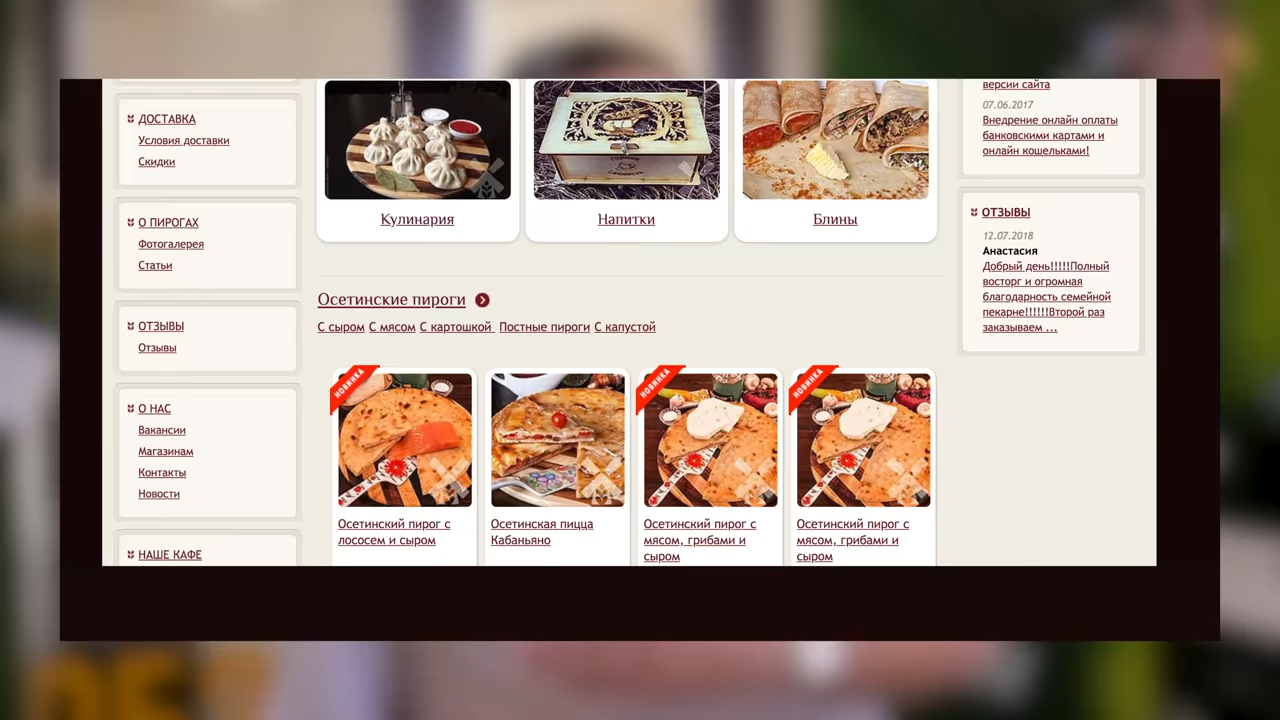 ДОСТАВКА
Условия доставки
Скидки
О ПИРОГАХ
Фотогалерея
Статьи
ОТЗЫВЫ
Отзывы
О НАС
Вакансии
Магазинам
Контакты
Новости
НАШЕ КАФЕ
Кулинария
Напитки
Блины
Осетинские пироги
С сыром С мясом С картошкой Постные пироги С капустой
НОВИНКА
Осетинский пирог с
лососем и сыром
Осетинская пицца
Кабаньяно
НОВИНКА
Осетинский пирог с
мясом, грибами и
сыром
НОВИНКА
Осетинский пирог с
мясом, грибами и
сыром
версии сайта
07.06.2017
Внедрение онлайн оплаты
банковскими картами и
онлайн кошельками!
ОТЗЫВЫ
12.07.2018
Анастасия
Добрый день!!!!!Полный
восторг и огромная
благодарность семейной
пекарне!!!!!!Второй раз
заказываем ...